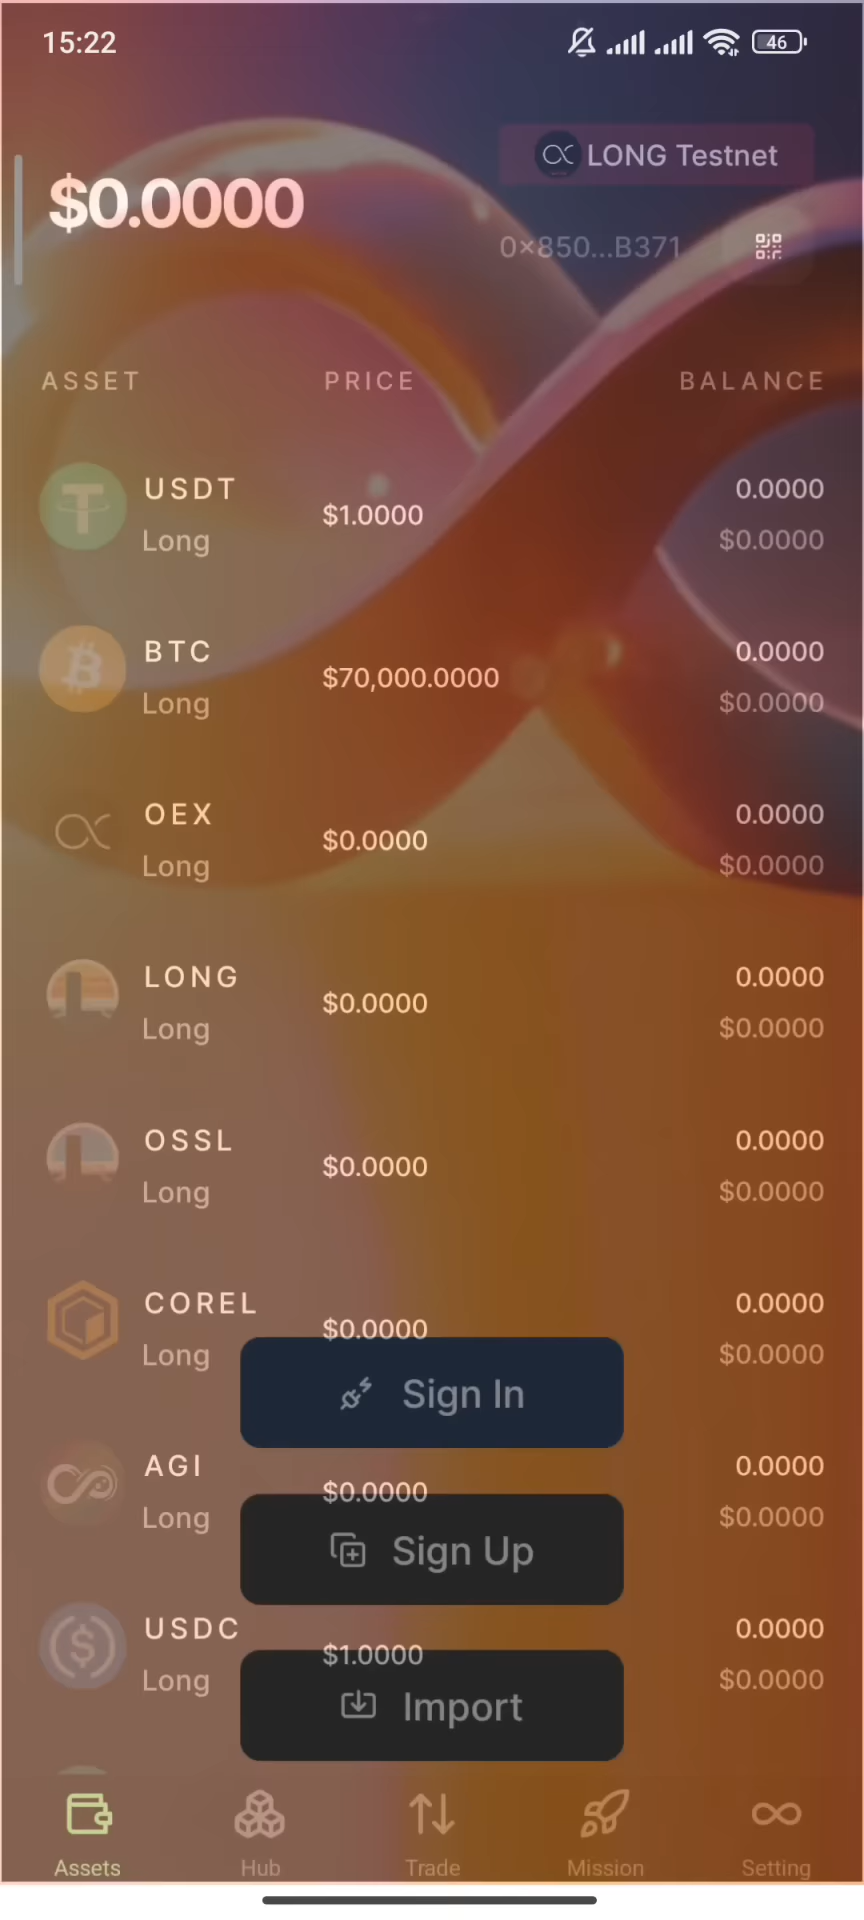 15:22
46
LONG Testnet
$0.0000
0×850...B371
ASSET PRICE BALANCE
USDT 0.0000
$1.0000
Long $0.0000
BTC 0.0000
$70,000.0000
Long $0.0000
OEX 0.0000
$0.0000
Long $0.0000
LONG 0.0000
$0.0000
Long $0.0000
OSSL 0.0000
$0.0000
Long $0.0000
COREL 0.0000
$0.0000
Long $0.0000
Sign In
AGI 0.0000
$0.0000
Long $0.0000
Sign Up
USDC 0.0000
$1.0000
Long $0.0000
Import
Assets Hub Trade Mission Setting